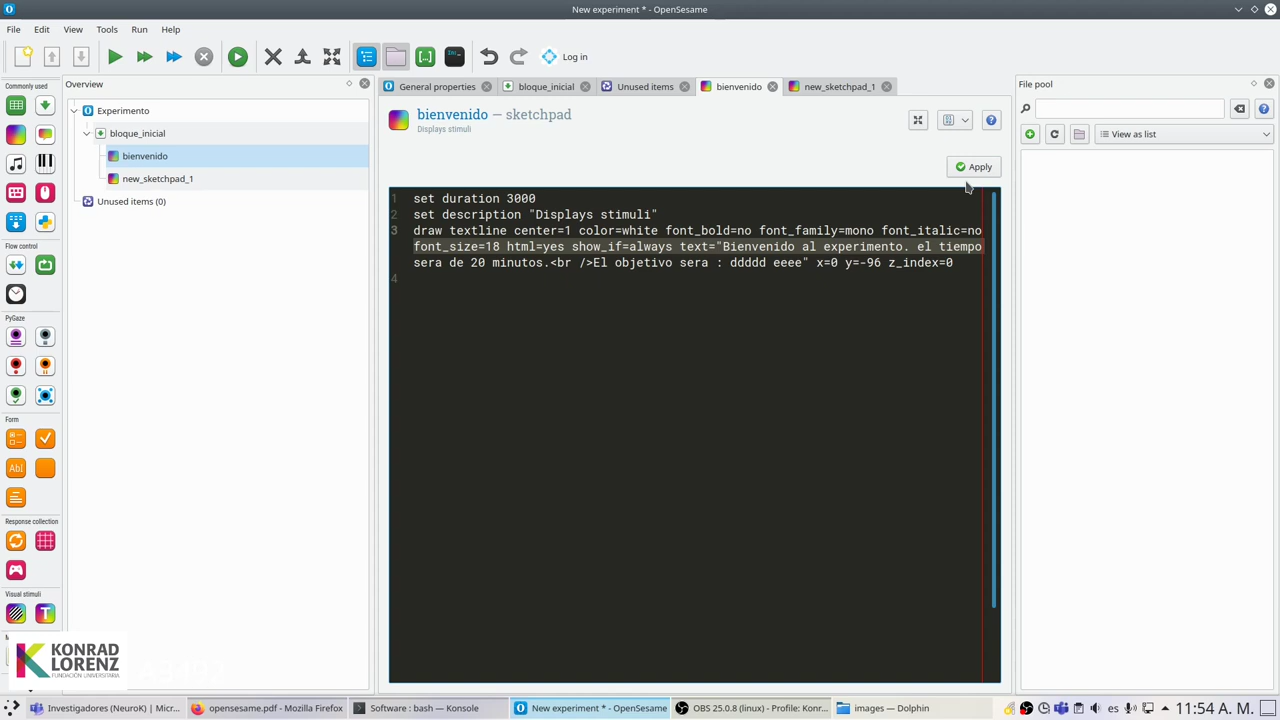 New experiment * - OpenSesame
File Edit View Tools Run Help
Log in
Commonly used
Overview
Experimento
bloque_inicial
bienvenido
new_sketchpad_1
Unused items (0)
Flow control
PyGaze
Form
Response collection
Visual stimuli
General properties
bloque_inicial
Unused items
bienvenido
new_sketchpad_1
bienvenido — sketchpad
Displays stimuli
Apply
1 set duration 3000
2 set description "Displays stimuli"
3 draw textline center=1 color=white font_bold=no font_family=mono font_italic=no
font_size=18 html=yes show_if=always text="Bienvenido al experimento. el tiempo
sera de 20 minutos.<br />El objetivo sera : ddddd eeee" x=0 y=-96 z_index=0
4
File pool
View as list
KONRAD
LORENZ
FUNDACIÓN UNIVERSITARIA
Investigadores (NeuroK) | Micr...
opensesame.pdf - Mozilla Firefox
Software : bash — Konsole
New experiment * - OpenSesame
OBS 25.0.8 (linux) - Profile: Konr...
images — Dolphin
es
11:54 A. M.